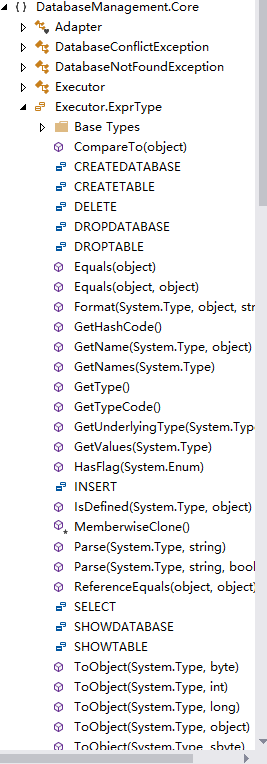 DatabaseManagement.Core
Adapter
DatabaseConflictException
DatabaseNotFoundException
Executor
Executor.ExprType
Base Types
CompareTo(object)
CREATEDATABASE
CREATETABLE
DELETE
DROPDATABASE
DROPTABLE
Equals(object)
Equals(object, object)
Format(System.Type, object, str
GetHashCode()
GetName(System.Type, object)
GetNames(System.Type)
GetType()
GetTypeCode()
GetUnderlyingType(System.Type
GetValues(System.Type)
HasFlag(System.Enum)
INSERT
IsDefined(System.Type, object)
MemberwiseClone()
Parse(System.Type, string)
Parse(System.Type, string, bool
ReferenceEquals(object, object)
SELECT
SHOWDATABASE
SHOWTABLE
ToObject(System.Type, byte)
ToObject(System.Type, int)
ToObject(System.Type, long)
ToObject(System.Type, object)
ToObject(System.Type, sbyte)